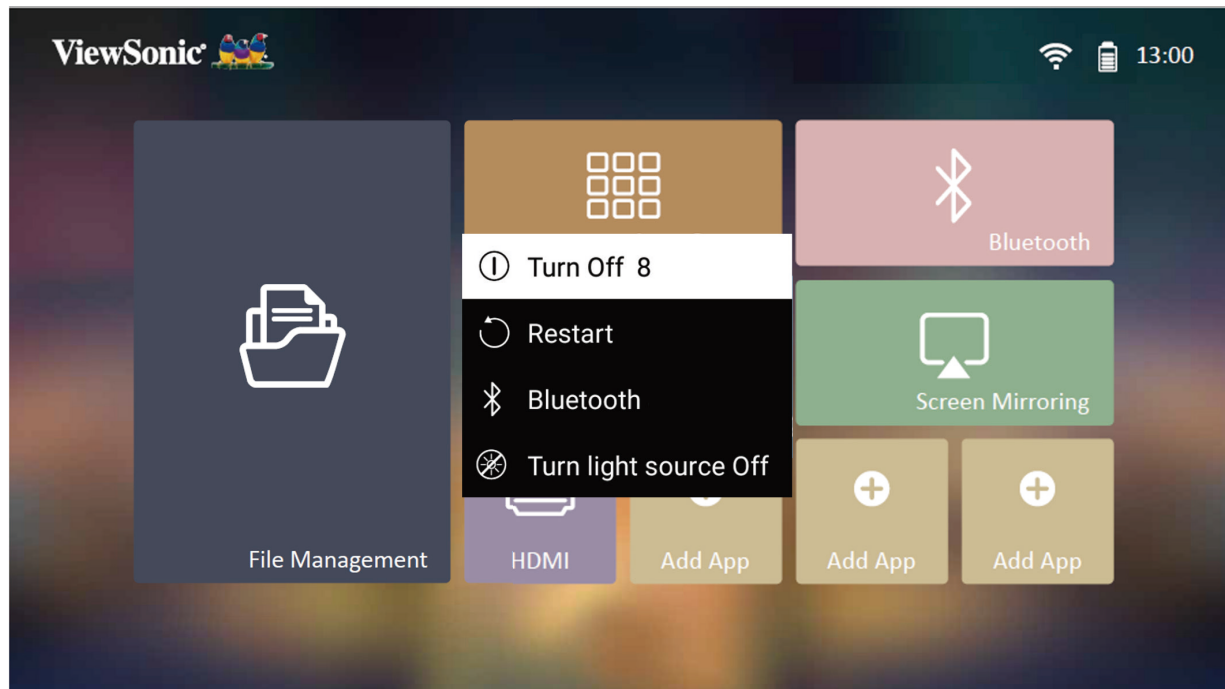 ViewSonic
13:00
Turn Off 8
Restart
Bluetooth
Turn light source Off
Bluetooth
Screen Mirroring
File Management
HDMI
Add App
Add App
Add App